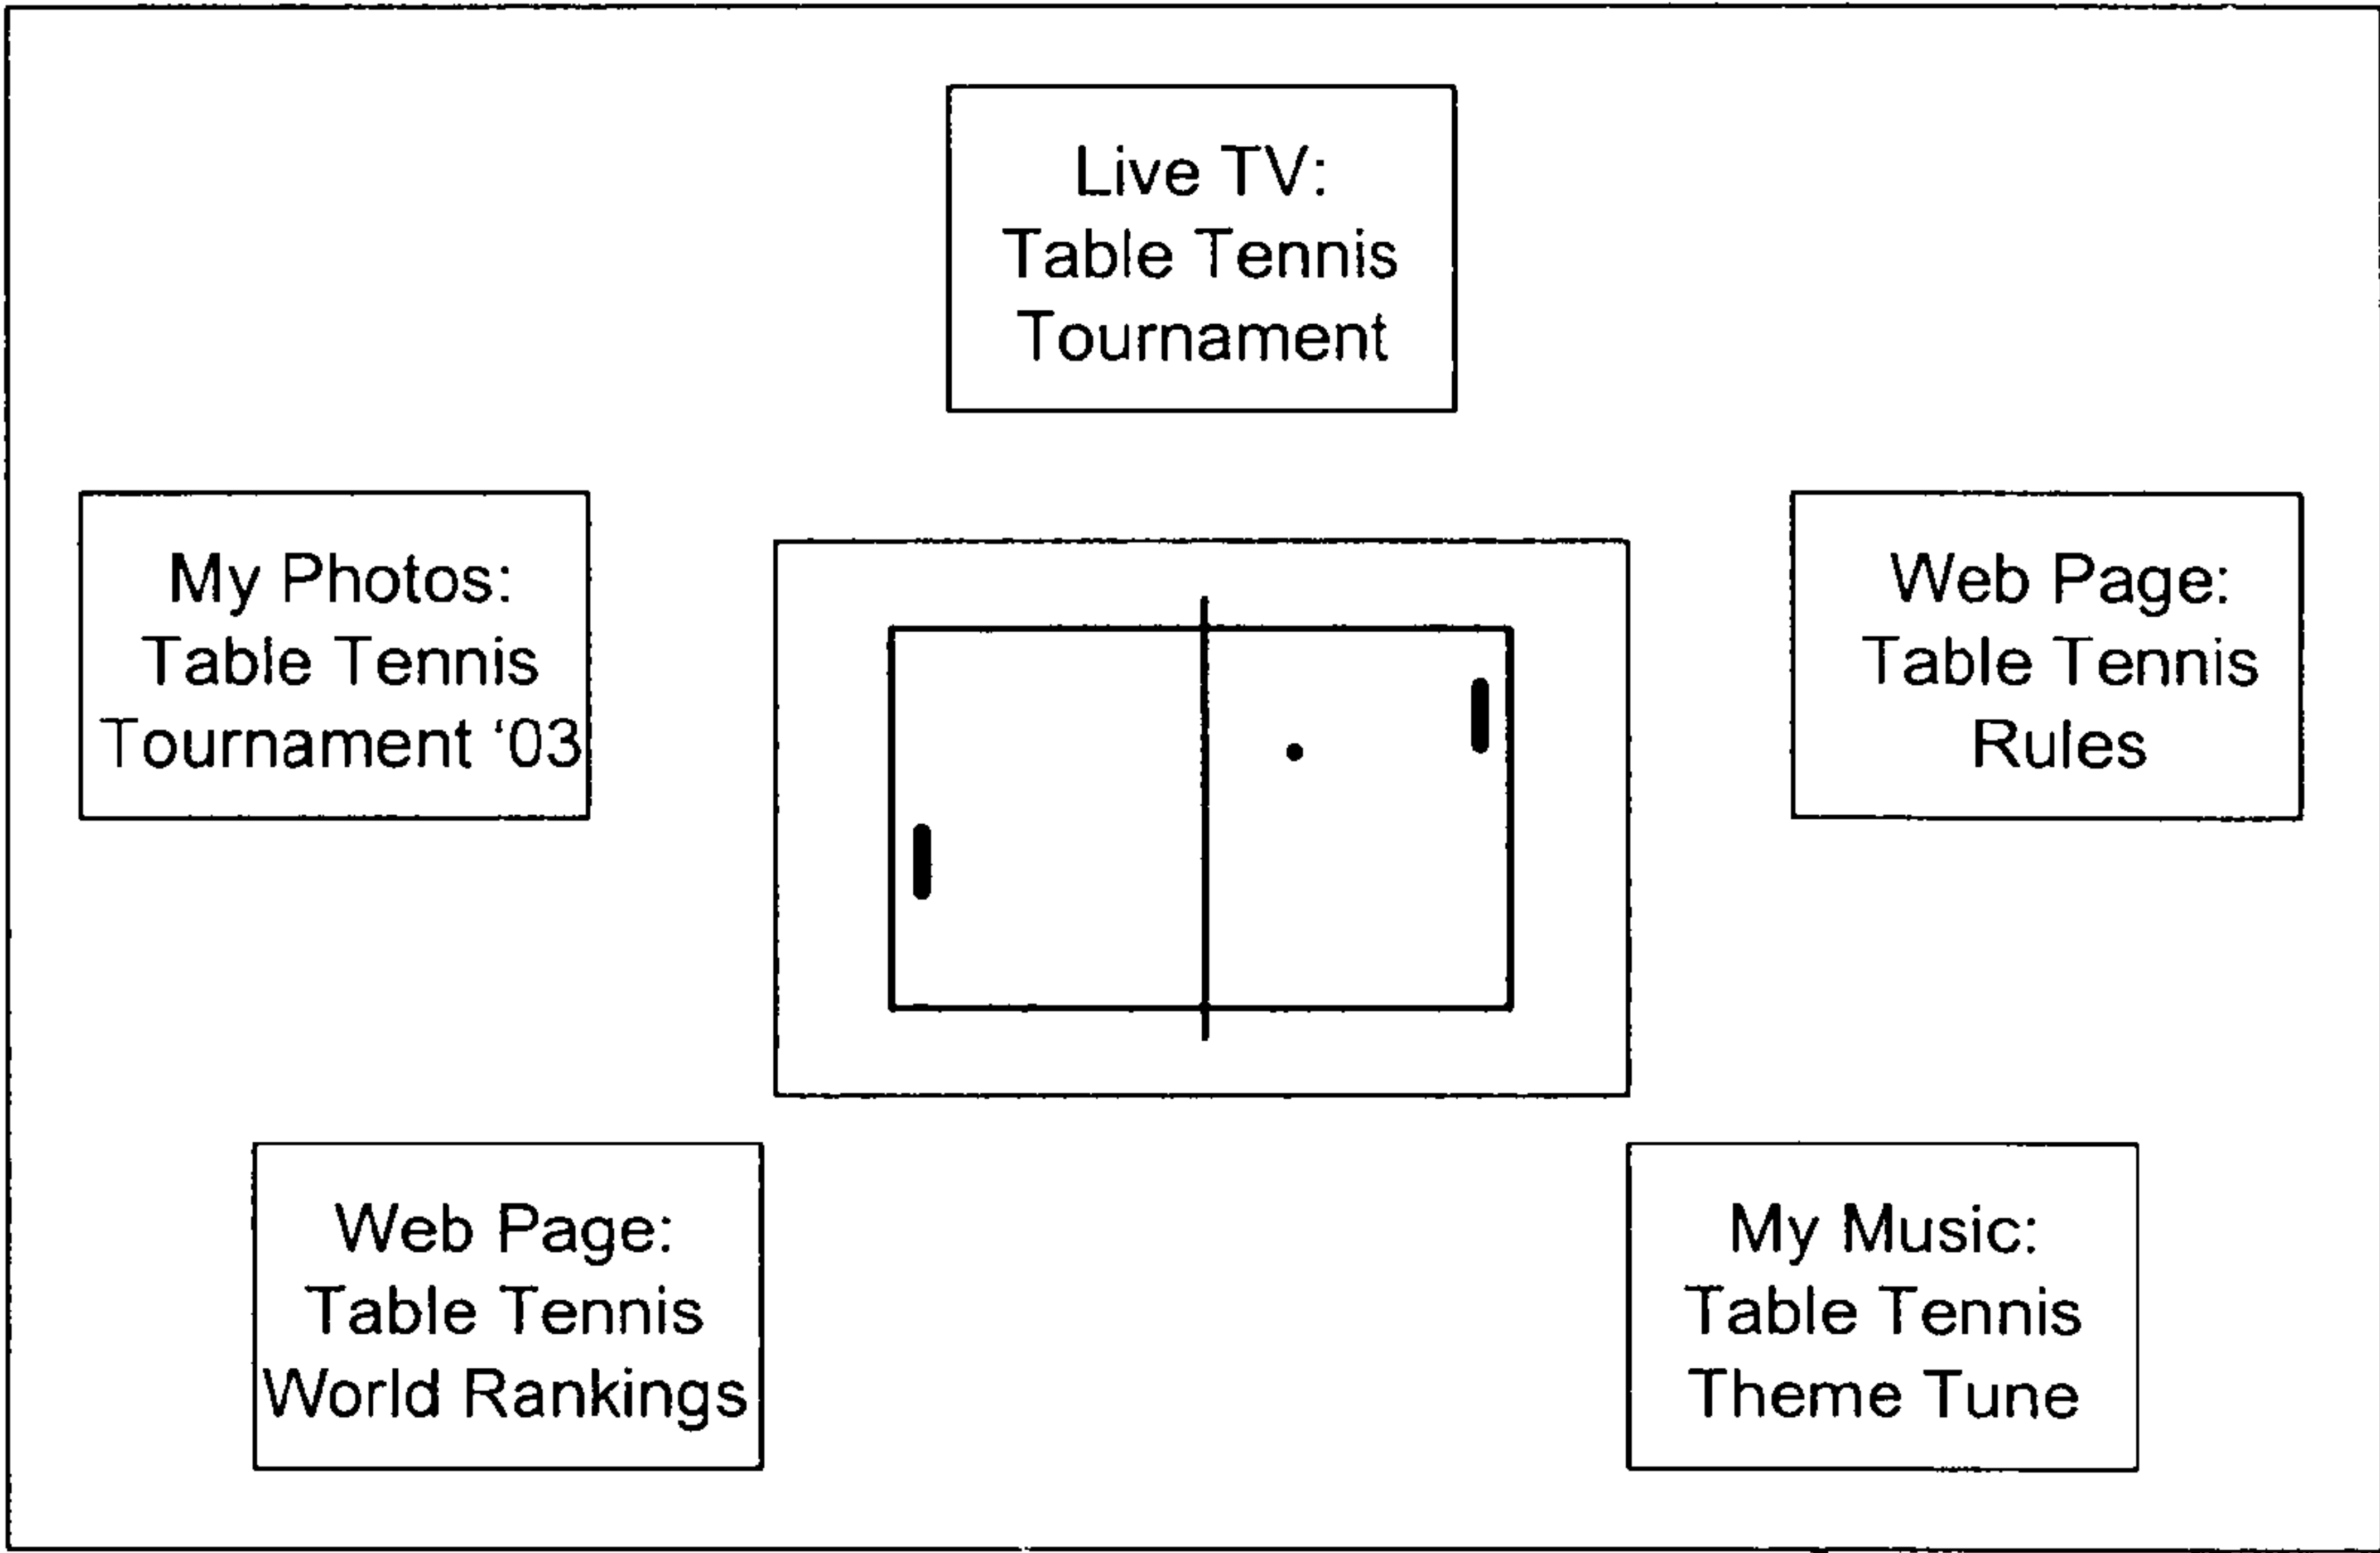 Live TV:
Table Tennis
Tournament
My Photos:
Table Tennis
Tournament ‘03
Web Page:
Table Tennis
Rules
Web Page:
Table Tennis
World Rankings
My Music:
Table Tennis
Theme Tune